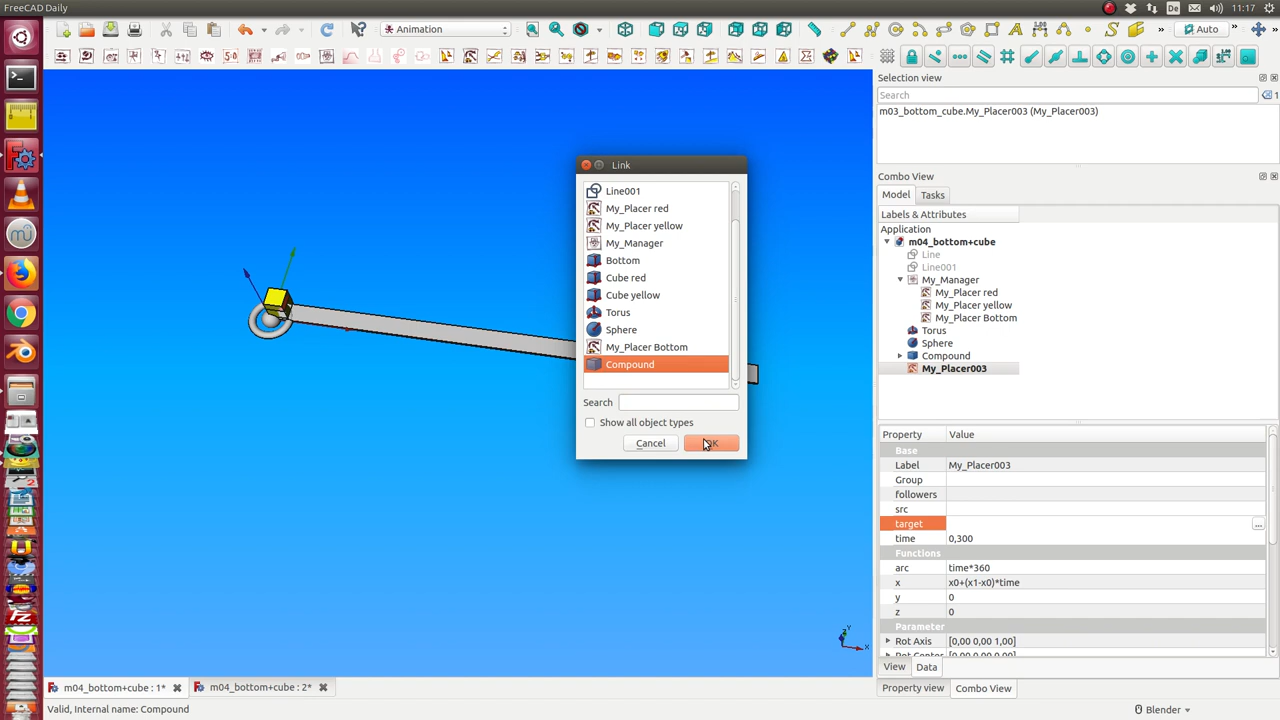 FreeCAD Daily
De
11:17
Animation
Auto
Selection view
Search
1
m03_bottom_cube.My_Placer003 (My_Placer003)
Combo View
Model
Tasks
Labels & Attributes
Application
m04_bottom+cube
Line
Line001
My_Manager
My_Placer red
My_Placer yellow
My_Placer Bottom
Torus
Sphere
Compound
My_Placer003
Link
Line001
My_Placer red
My_Placer yellow
My_Manager
Bottom
Cube red
Cube yellow
Torus
Sphere
My_Placer Bottom
Compound
Search
Show all object types
Cancel
OK
Property Value
Base
Label My_Placer003
Group
followers
src
target ...
time 0,300
Functions
arc time*360
x x0+(x1-x0)*time
y 0
z 0
Parameter
Rot Axis [0,00 0,00 1,00]
View
Data
m04_bottom+cube : 1*
m04_bottom+cube : 2*
Property view
Combo View
Valid, Internal name: Compound
Blender
Y
X